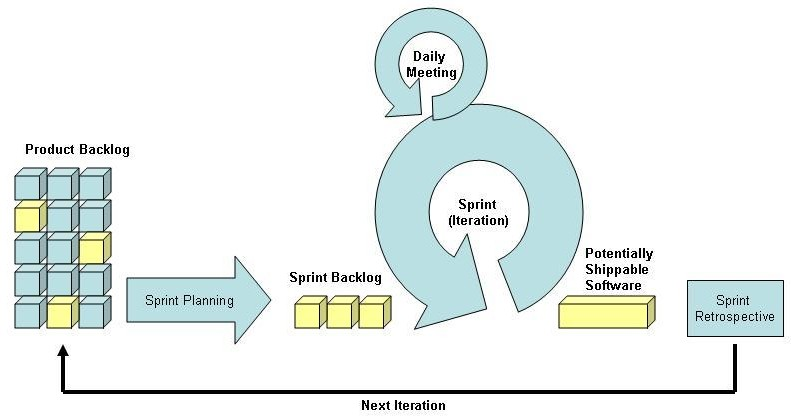 Daily
Meeting
Product Backlog
Sprint
(Iteration)
Sprint Backlog
Potentially
Shippable
Software
Sprint Planning
Sprint
Retrospective
Next Iteration